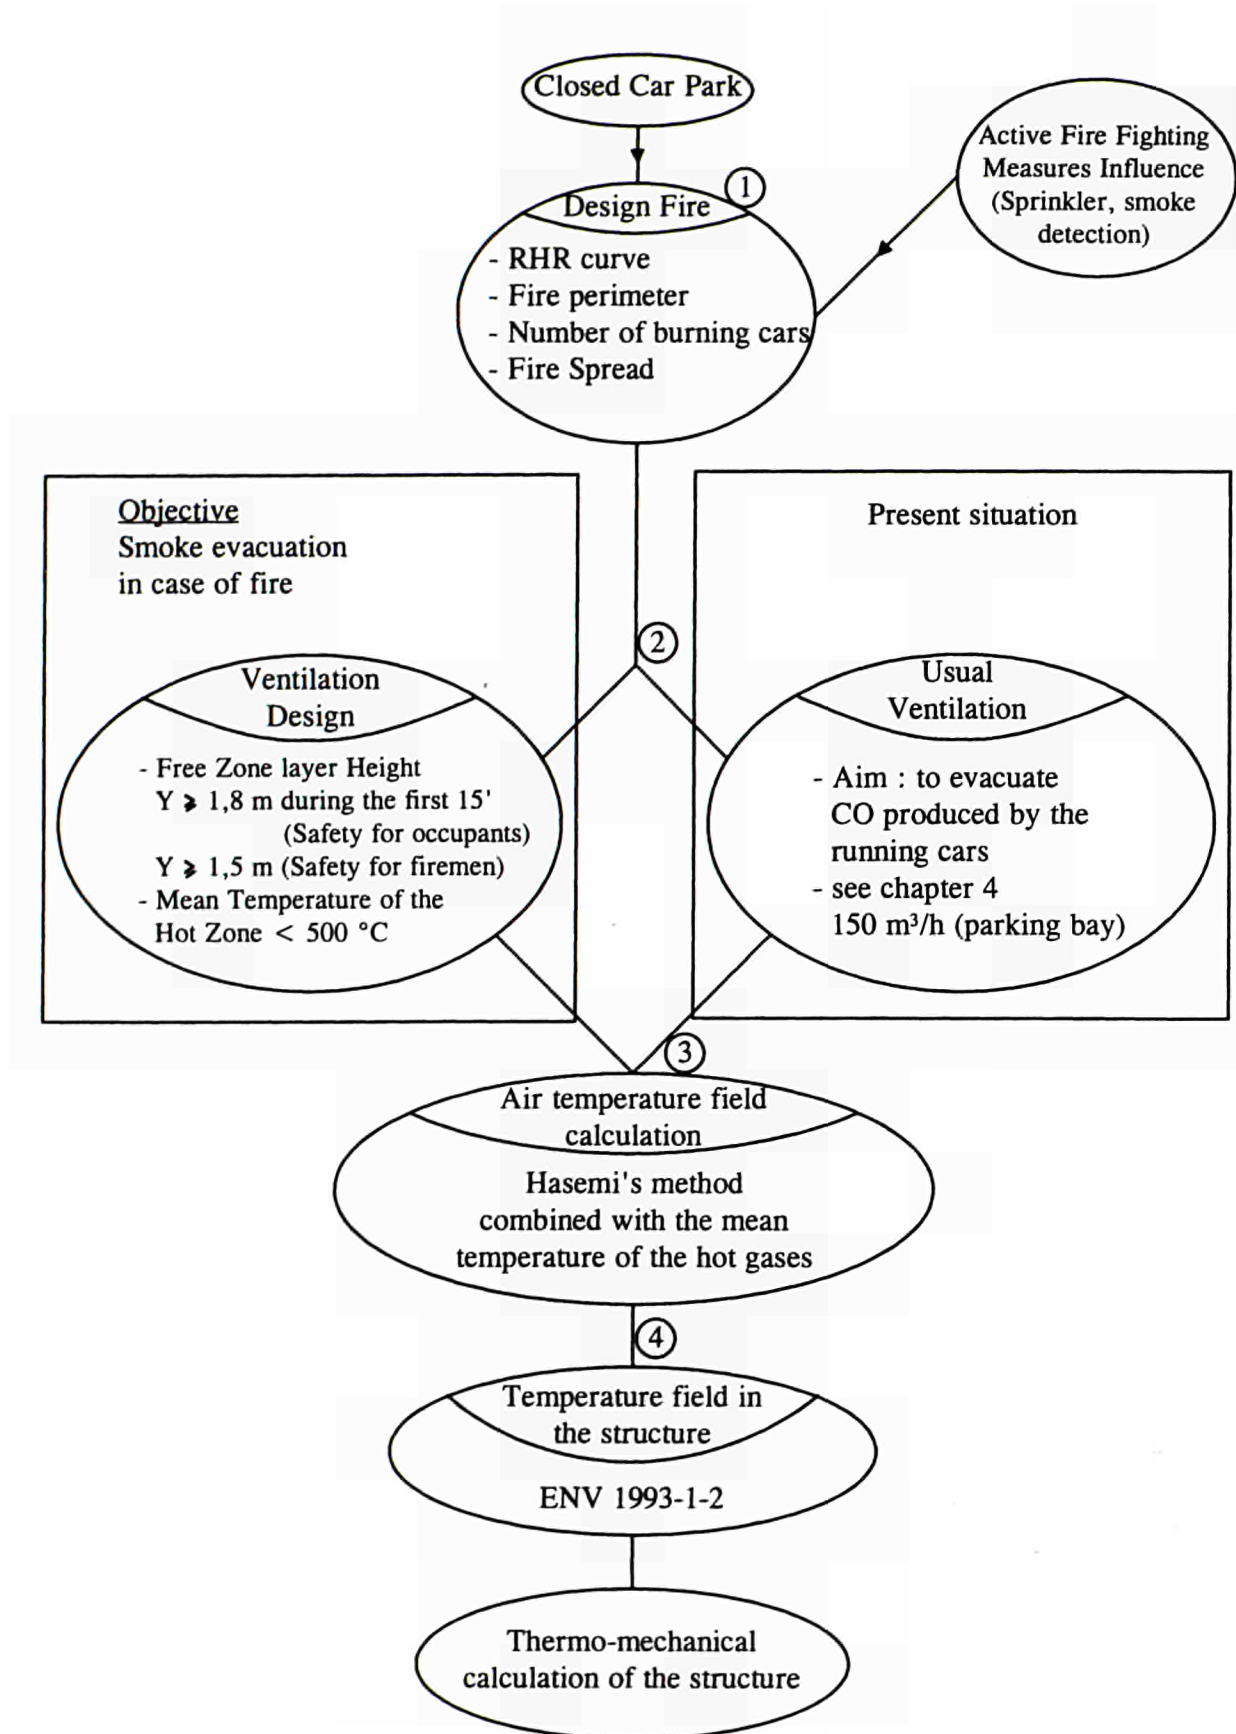 Closed Car Park
Active Fire Fighting
Measures Influence
(Sprinkler, smoke
detection)
1
Design Fire
- RHR curve
- Fire perimeter
- Number of burning cars
- Fire Spread
Objective
Smoke evacuation
in case of fire
Present situation
2
Ventilation
Design
- Free Zone layer Height
Y ⩾ 1,8 m during the first 15'
(Safety for occupants)
Y ⩾ 1,5 m (Safety for firemen)
- Mean Temperature of the
Hot Zone < 500 °C
Usual
Ventilation
- Aim : to evacuate
CO produced by the
running cars
- see chapter 4
150 m³/h (parking bay)
3
Air temperature field
calculation
Hasemi's method
combined with the mean
temperature of the hot gases
4
Temperature field in
the structure
ENV 1993-1-2
Thermo-mechanical
calculation of the structure